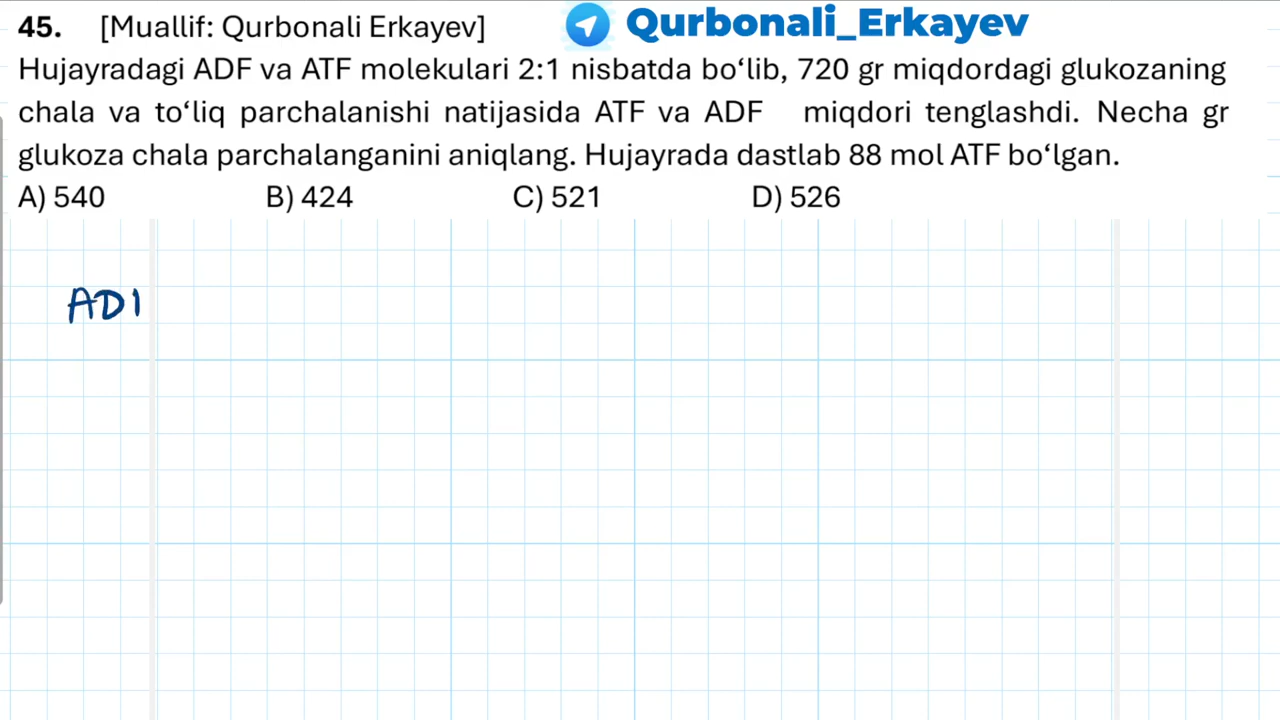 45. [Muallif: Qurbonali Erkayev] Qurbonali_Erkayev
Hujayradagi ADF va ATF molekulari 2:1 nisbatda bo‘lib, 720 gr miqdordagi glukozaning
chala va to‘liq parchalanishi natijasida ATF va ADF miqdori tenglashdi. Necha gr
glukoza chala parchalanganini aniqlang. Hujayrada dastlab 88 mol ATF bo‘lgan.
A) 540 B) 424 C) 521 D) 526